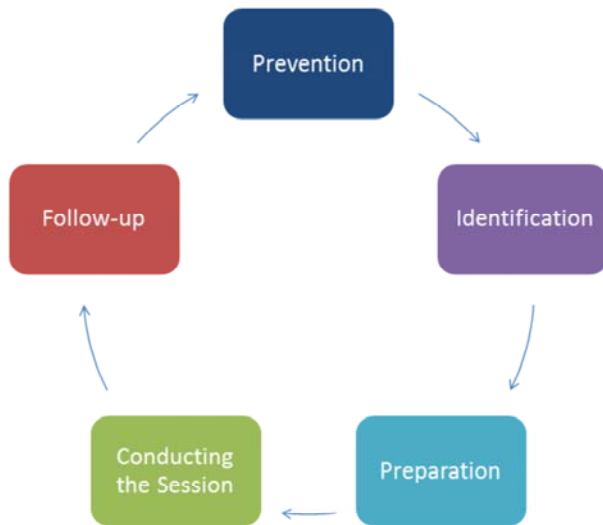 Prevention
Identification
Preparation
Conducting
the Session
Follow-up